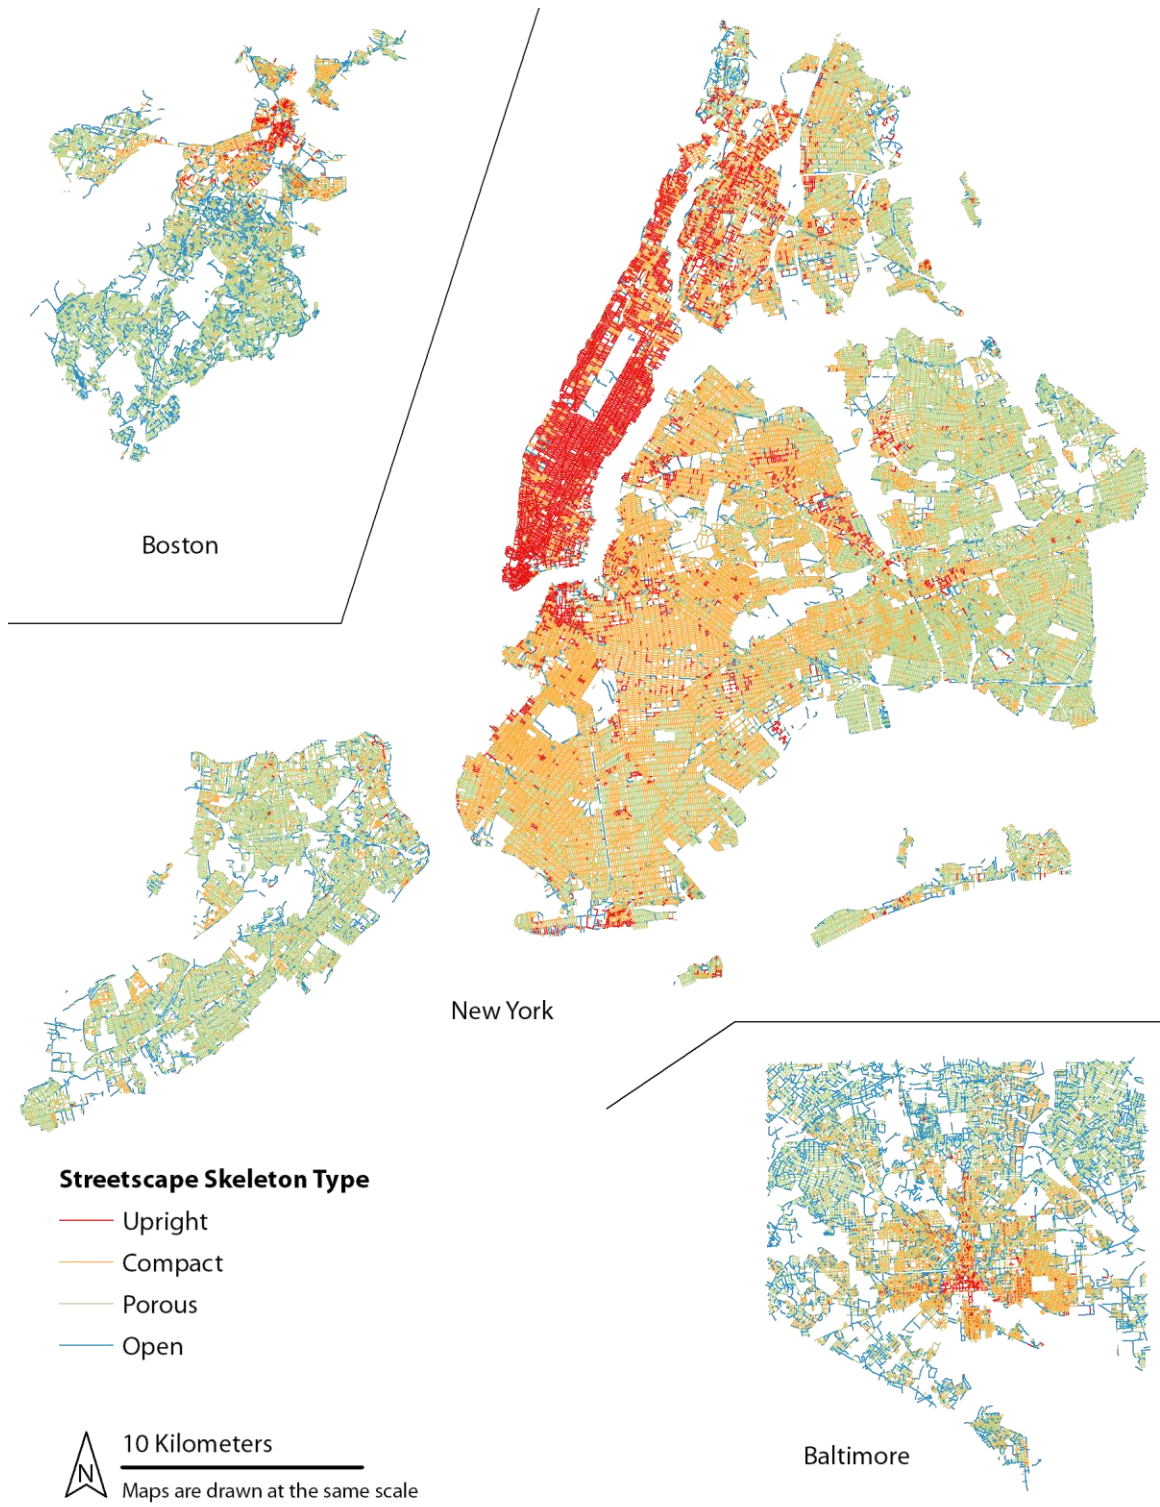 Boston
New York
Streetscape Skeleton Type
Upright
Compact
Porous
Open
10 Kilometers
N
Maps are drawn at the same scale
Baltimore